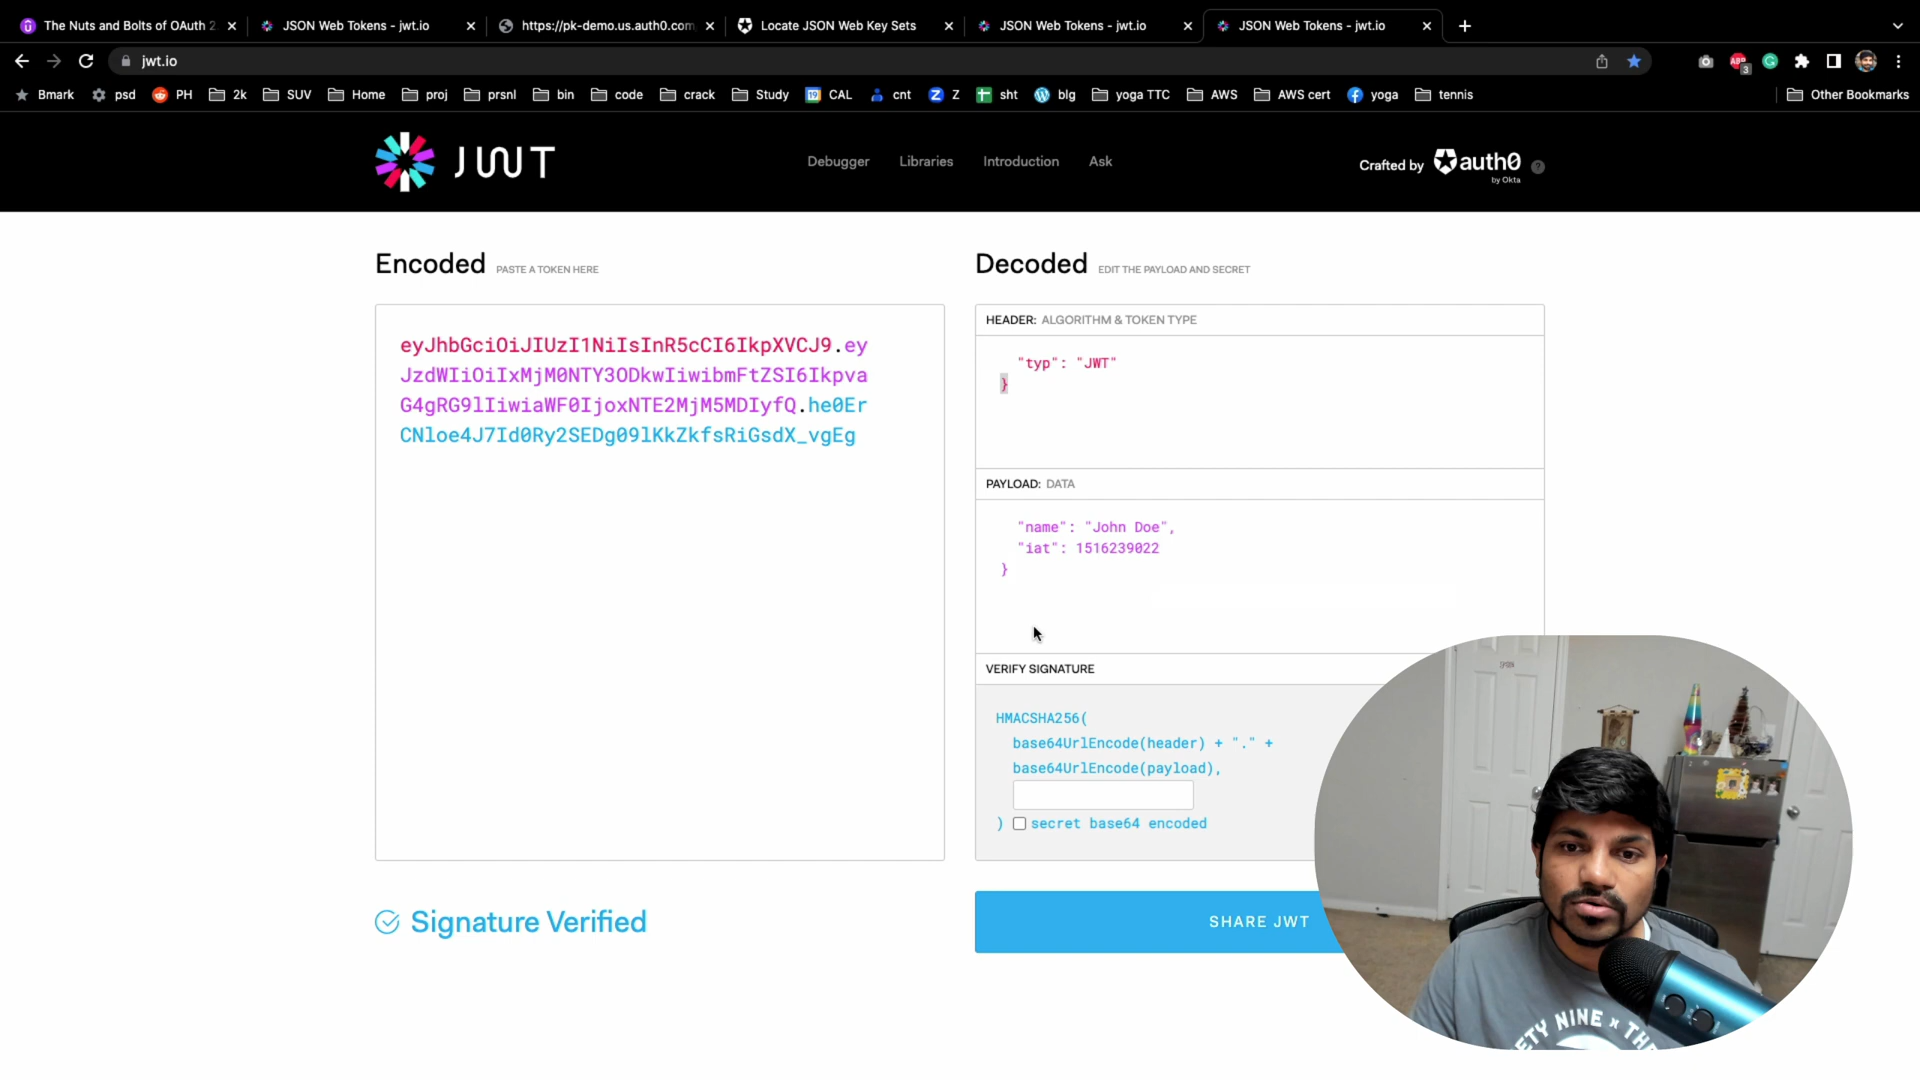 The Nuts and Bolts of OAuth 2
JSON Web Tokens - jwt.io
https://pk-demo.us.auth0.com
Locate JSON Web Key Sets
JSON Web Tokens - jwt.io
JSON Web Tokens - jwt.io
jwt.io
ABP
3
Bmark
psd
PH
2k
SUV
Home
proj
prsnl
bin
code
crack
Study
CAL
cnt
Z
sht
blg
yoga TTC
AWS
AWS cert
yoga
tennis
Other Bookmarks
JWT
Debugger
Libraries
Introduction
Ask
Crafted by
auth0
by Okta
?
Encoded
PASTE A TOKEN HERE
Decoded
EDIT THE PAYLOAD AND SECRET
eyJhbGciOiJIUzI1NiIsInR5cCI6IkpXVCJ9.ey
JzdWIiOiIxMjM0NTY3ODkwIiwibmFtZSI6Ikpva
G4gRG9lIiwiaWF0IjoxNTE2MjM5MDIyfQ.he0Er
CNloe4J7Id0Ry2SEDg09lKkZkfsRiGsdX_vgEg
HEADER: ALGORITHM & TOKEN TYPE
"typ": "JWT"
}
PAYLOAD: DATA
"name": "John Doe",
"iat": 1516239022
}
VERIFY SIGNATURE
HMACSHA256(
base64UrlEncode(header) + "." +
base64UrlEncode(payload),
) secret base64 encoded
Signature Verified
SHARE JWT
ETY NINE x TH